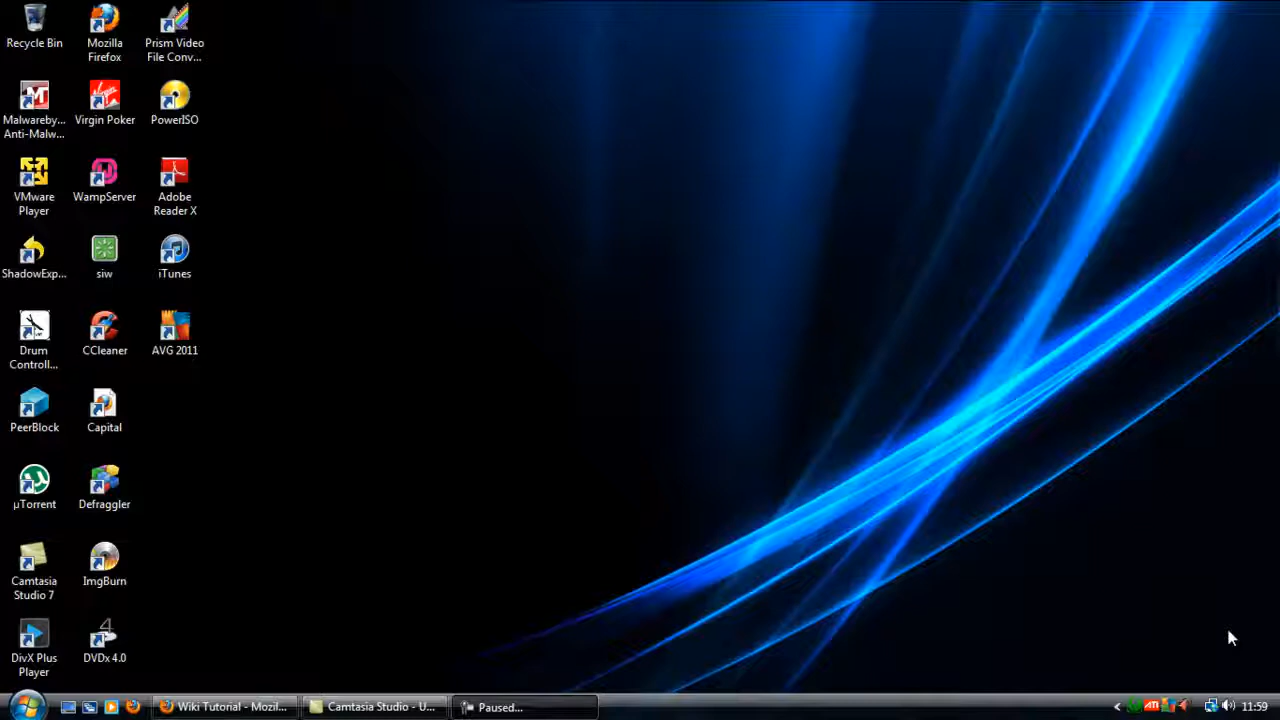 Recycle Bin
Mozilla
Firefox
Prism Video
File Conv...
Malwareby...
Anti-Malw...
Virgin Poker
PowerISO
VMware
Player
WampServer
Adobe
Reader X
ShadowExp...
siw
iTunes
Drum
Controll...
CCleaner
AVG 2011
PeerBlock
Capital
µTorrent
Defraggler
Camtasia
Studio 7
ImgBurn
DivX Plus
Player
4
DVDx 4.0
Wiki Tutorial - Mozil...
Camtasia Studio - U...
Paused...
ATI
11:59